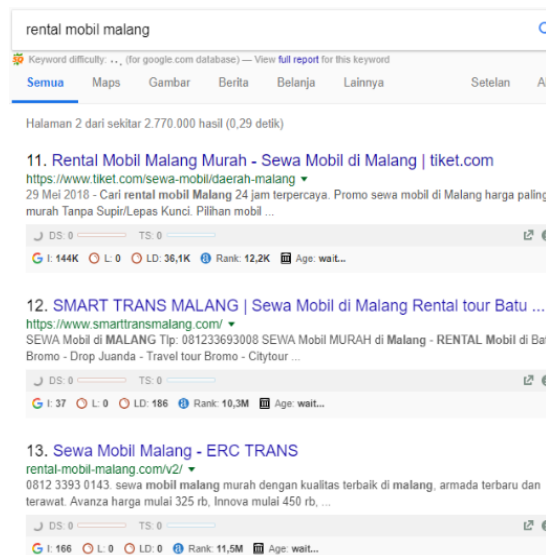 rental mobil malang
Keyword difficulty: .. (for google.com database) — View full report for this keyword
Semua Maps Gambar Berita Belanja Lainnya Setelan
Halaman 2 dari sekitar 2.770.000 hasil (0,29 detik)
11. Rental Mobil Malang Murah - Sewa Mobil di Malang | tiket.com
https://www.tiket.com/sewa-mobil/daerah-malang
29 Mei 2018 - Cari rental mobil Malang 24 jam terpercaya. Promo sewa mobil di Malang harga paling
murah Tanpa Supir/Lepas Kunci. Pilihan mobil ...
DS: 0 TS: 0
I: 144K L: 0 LD: 36,1K Rank: 12,2K Age: wait...
12. SMART TRANS MALANG | Sewa Mobil di Malang Rental tour Batu ...
https://www.smarttransmalang.com/
SEWA Mobil di MALANG Tlp: 081233693008 SEWA Mobil MURAH di Malang - RENTAL Mobil di Bat
Bromo - Drop Juanda - Travel tour Bromo - Citytour ...
DS: 0 TS: 0
I: 37 L: 0 LD: 186 Rank: 10,3M Age: wait...
13. Sewa Mobil Malang - ERC TRANS
rental-mobil-malang.com/v2/
0812 3393 0143. sewa mobil malang murah dengan kualitas terbaik di malang, armada terbaru dan
terawat. Avanza harga mulai 325 rb, Innova mulai 450 rb, ...
DS: 0 TS: 0
I: 166 L: 0 LD: 0 Rank: 11,5M Age: wait...